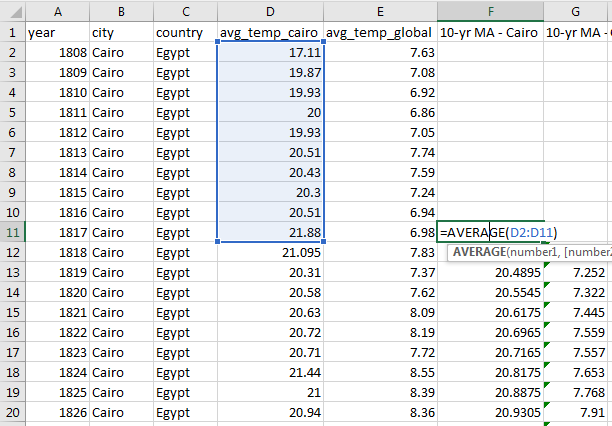 A B C D E F G
1 year city country avg_temp_cairo avg_temp_global 10-yr MA - Cairo 10-yr MA -
2 1808 Cairo Egypt 17.11 7.63
3 1809 Cairo Egypt 19.87 7.08
4 1810 Cairo Egypt 19.93 6.92
5 1811 Cairo Egypt 20 6.86
6 1812 Cairo Egypt 19.93 7.05
7 1813 Cairo Egypt 20.51 7.74
8 1814 Cairo Egypt 20.43 7.59
9 1815 Cairo Egypt 20.3 7.24
10 1816 Cairo Egypt 20.51 6.94
11 1817 Cairo Egypt 21.88 6.98 =AVERAGE(D2:D11)
12 1818 Cairo Egypt 21.095 7.83 AVERAGE(number1, [number2
13 1819 Cairo Egypt 20.31 7.37 20.4895 7.252
14 1820 Cairo Egypt 20.58 7.62 20.5545 7.322
15 1821 Cairo Egypt 20.63 8.09 20.6175 7.445
16 1822 Cairo Egypt 20.72 8.19 20.6965 7.559
17 1823 Cairo Egypt 20.71 7.72 20.7165 7.557
18 1824 Cairo Egypt 21.44 8.55 20.8175 7.653
19 1825 Cairo Egypt 21 8.39 20.8875 7.768
20 1826 Cairo Egypt 20.94 8.36 20.9305 7.91